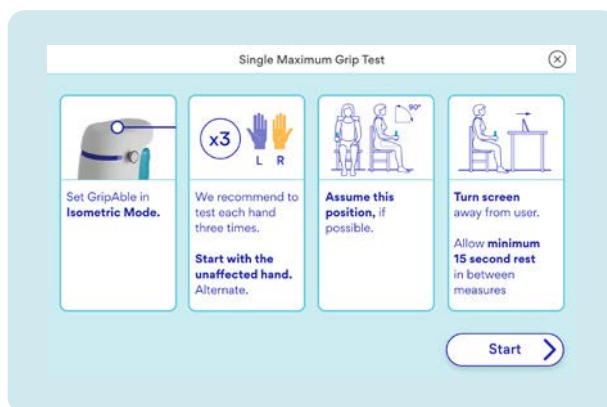 Single Maximum Grip Test
Set GripAble in
Isometric Mode.
x3
L R
We recommend to
test each hand
three times.
Start with the
unaffected hand.
Alternate.
90°
Assume this
position, if
possible.
Turn screen
away from user.
Allow minimum
15 second rest
in between
measures
Start